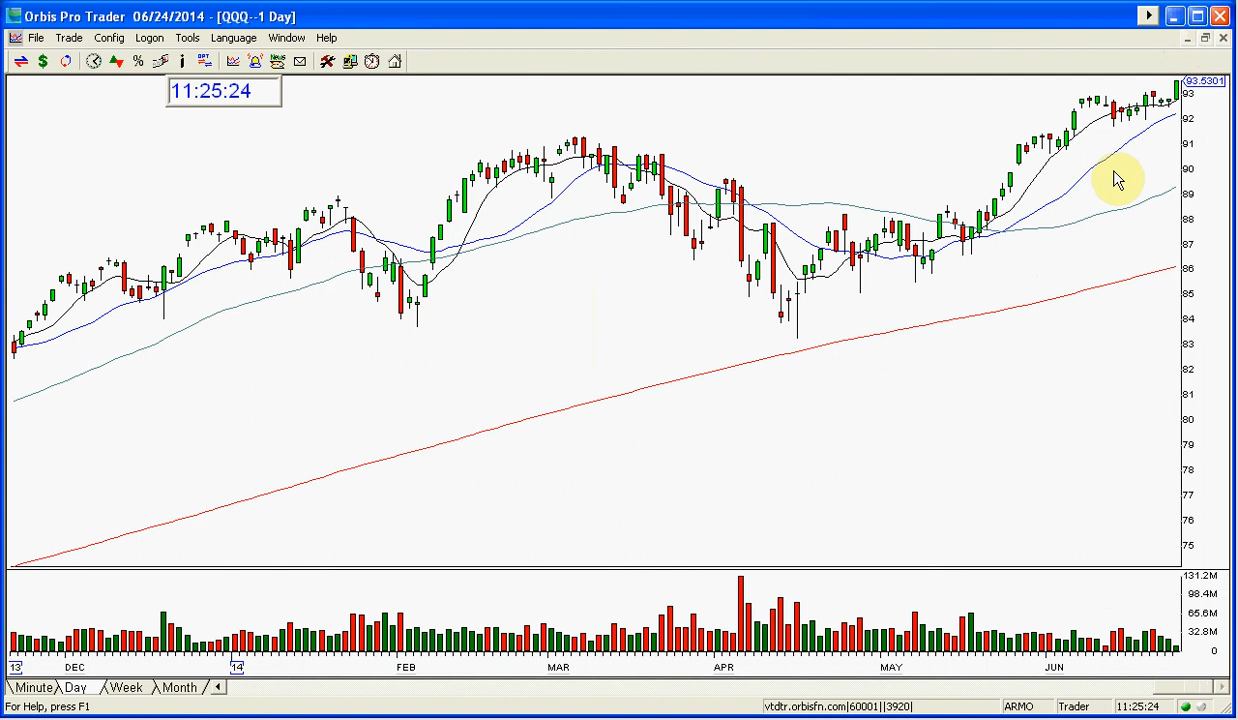 Orbis Pro Trader 06/24/2014 - [QQQ--1 Day]
File Trade Config Logon Tools Language Window Help
11:25:24
93.5301
93
92
91
90
89
88
87
86
85
84
83
82
81
80
79
78
77
76
75
131.2M
98.4M
65.6M
32.8M
0
13 DEC 14 FEB MAR APR MAY JUN
Minute Day Week Month
For Help, press F1 vtdtr.orbisfn.com|60001||3920| ARMO Trader 11:25:24